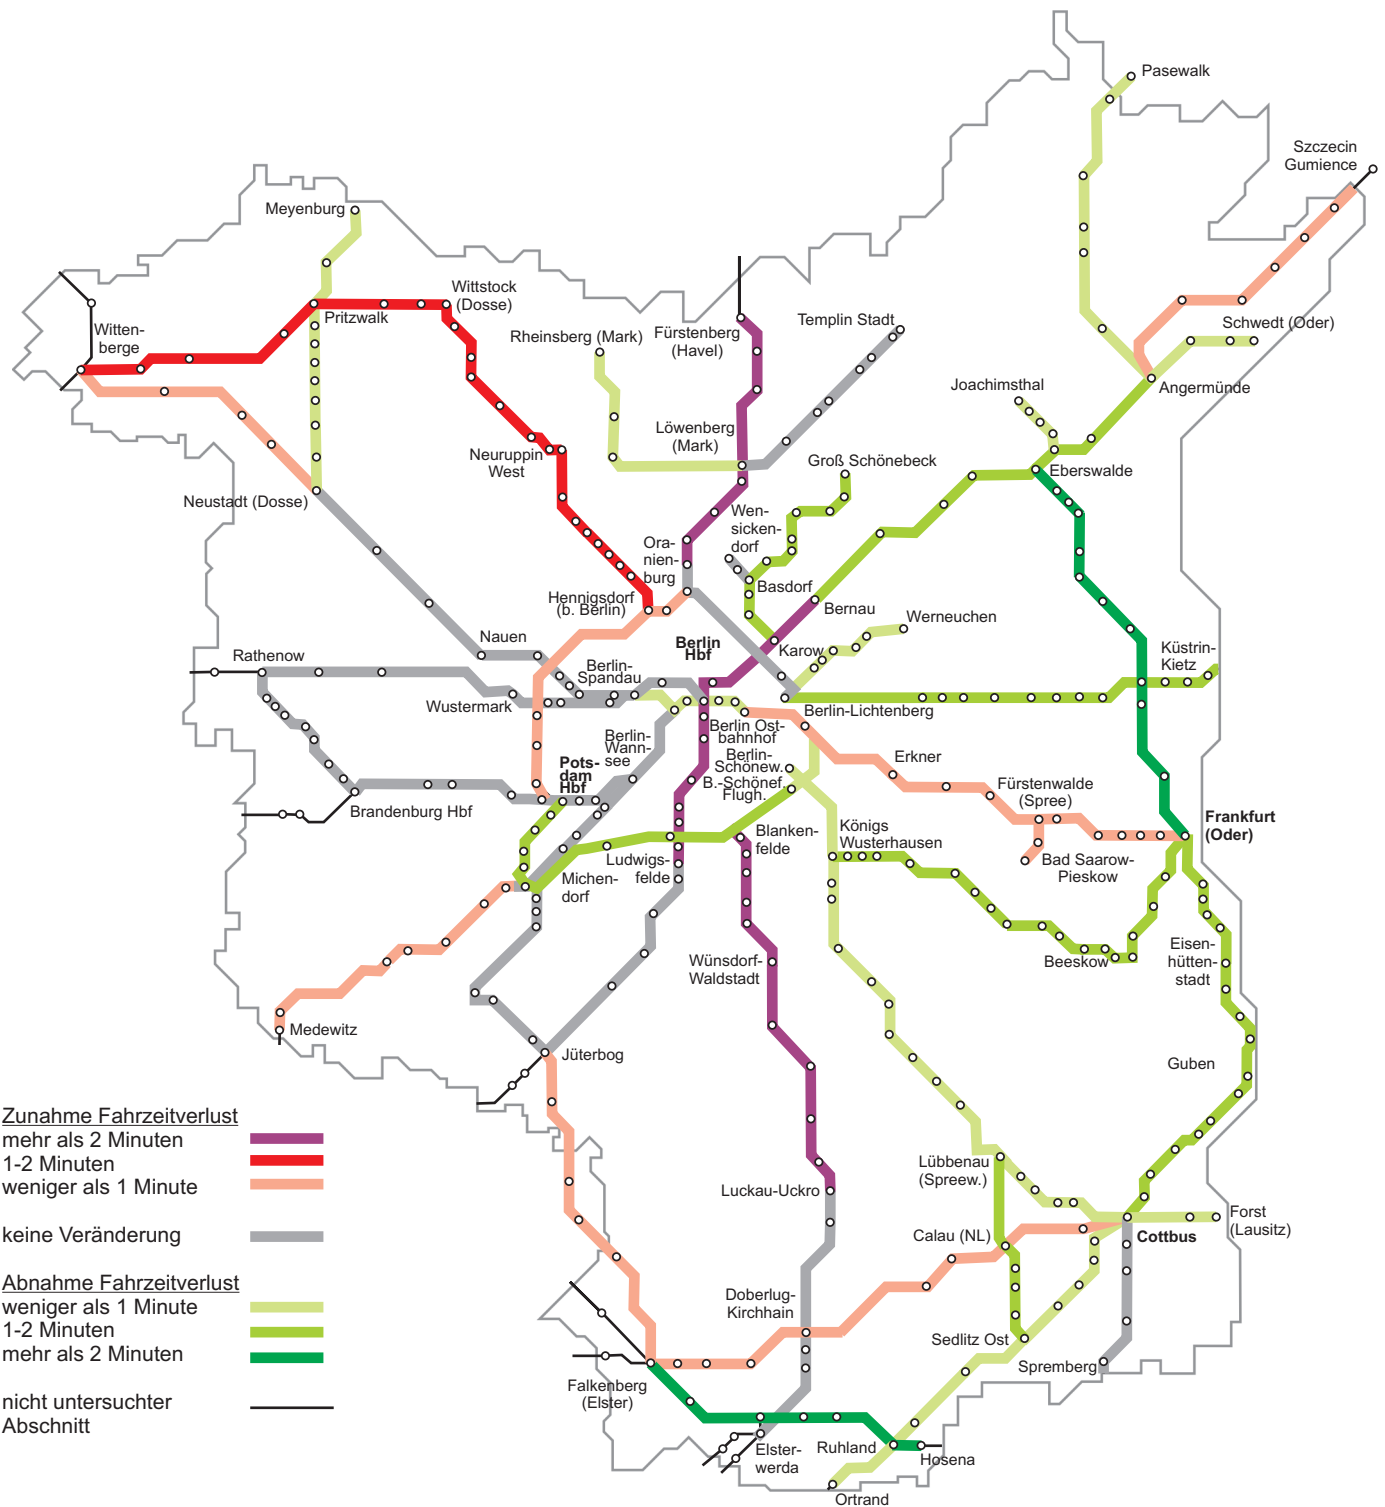 Pasewalk
Szczecin
Gumience
Meyenburg
Wittstock
(Dosse)
Pritzwalk
Witten-
berge
Rheinsberg (Mark)
Fürstenberg
(Havel)
Templin Stadt
Schwedt (Oder)
Angermünde
Joachimsthal
Löwenberg
(Mark)
Neuruppin
West
Groß Schönebeck
Eberswalde
Neustadt (Dosse)
Wen-
sicken-
dorf
Ora-
nien-
burg
Basdorf
Hennigsdorf
(b. Berlin)
Bernau
Werneuchen
Nauen
Berlin
Hbf
Karow
Küstrin-
Kietz
Rathenow
Berlin-
Spandau
Wustermark
Berlin-Lichtenberg
Berlin Ost-
bahnhof
Berlin-
Wann-
see
Berlin-
Schönew.
B.-Schönef.
Flugh.
Erkner
Pots-
dam
Hbf
Fürstenwalde
(Spree)
Brandenburg Hbf
Frankfurt
(Oder)
Blanken-
felde
Königs
Wusterhausen
Bad Saarow-
Pieskow
Ludwigs-
felde
Michen-
dorf
Eisen-
hütten-
stadt
Beeskow
Wünsdorf-
Waldstadt
Medewitz
Jüterbog
Guben
Zunahme Fahrzeitverlust
mehr als 2 Minuten
1-2 Minuten
weniger als 1 Minute
keine Veränderung
Abnahme Fahrzeitverlust
weniger als 1 Minute
1-2 Minuten
mehr als 2 Minuten
nicht untersuchter
Abschnitt
Lübbenau
(Spreew.)
Luckau-Uckro
Forst
(Lausitz)
Calau (NL)
Cottbus
Doberlug-
Kirchhain
Sedlitz Ost
Spremberg
Falkenberg
(Elster)
Elster-
werda
Ruhland
Hosena
Ortrand